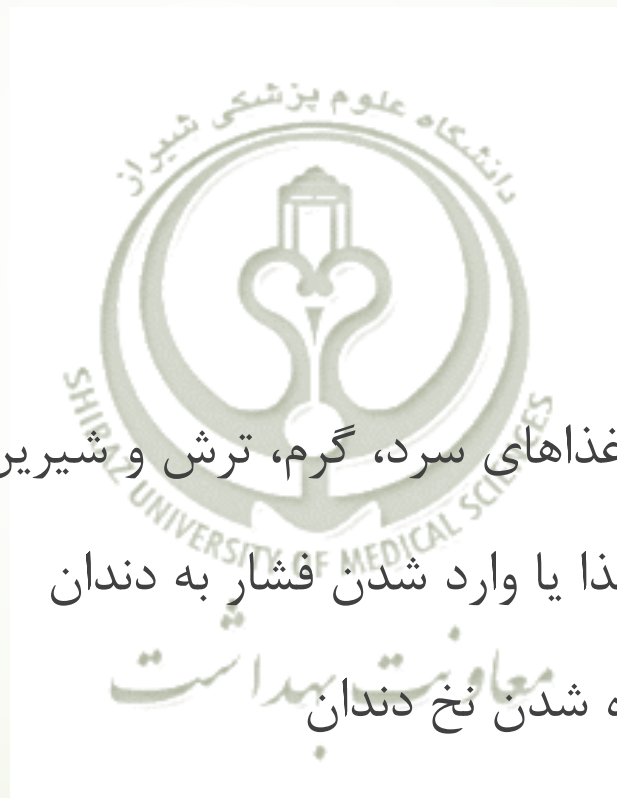 دانشگاه علوم پزشکی شیراز
SHIRAZ UNIVERSITY OF MEDICAL SCIENCES
غذاهای سرد، گرم، ترش و شیرین
یا وارد شدن فشار به دندان
شدن نخ دندان
معاونت بهداشت